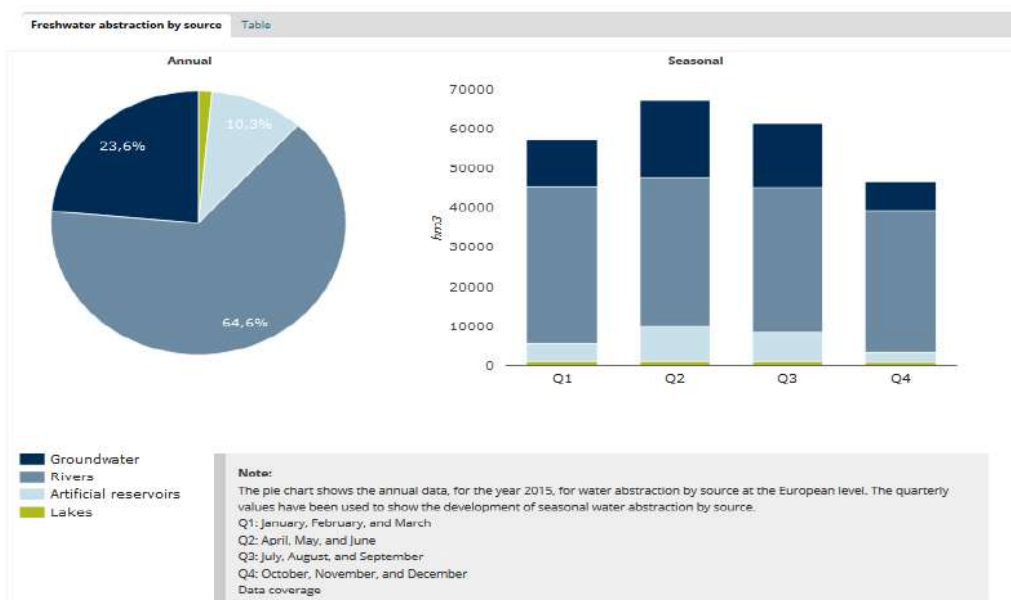 Freshwater abstraction by source
Table
Annual
23,6%
10,3%
64,6%
Seasonal
70000
60000
50000
40000
30000
20000
10000
0
hm3
Q1
Q2
Q3
Q4
Groundwater
Rivers
Artificial reservoirs
Lakes
Note:
The pie chart shows the annual data, for the year 2015, for water abstraction by source at the European level. The quarterly
values have been used to show the development of seasonal water abstraction by source.
Q1: January, February, and March
Q2: April, May, and June
Q3: July, August, and September
Q4: October, November, and December
Data coverage